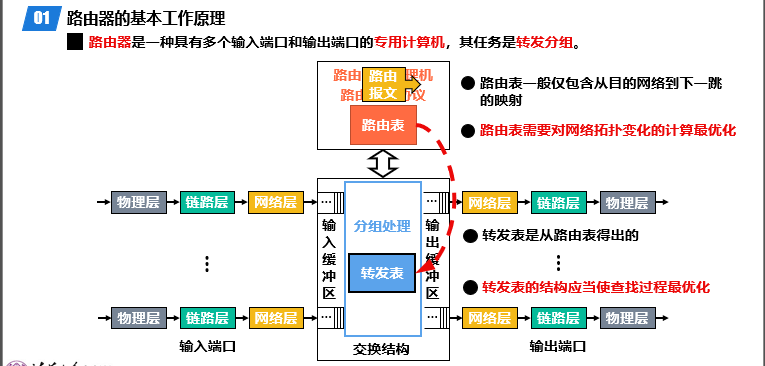 01 路由器的基本工作原理
路由器是一种具有多个输入端口和输出端口的专用计算机，其任务是转发分组。
路由
理机
路由
报文
路由
议
路由表
路由表一般仅包含从目的网络到下一跳
的映射
路由表需要对网络拓扑变化的计算最优化
物理层
链路层
网络层
...
分组处理
...
网络层
链路层
物理层
输入缓冲区
输出缓冲区
转发表是从路由表得出的
转发表
转发表的结构应当使查找过程最优化
物理层
链路层
网络层
...
...
网络层
链路层
物理层
输入端口
交换结构
输出端口